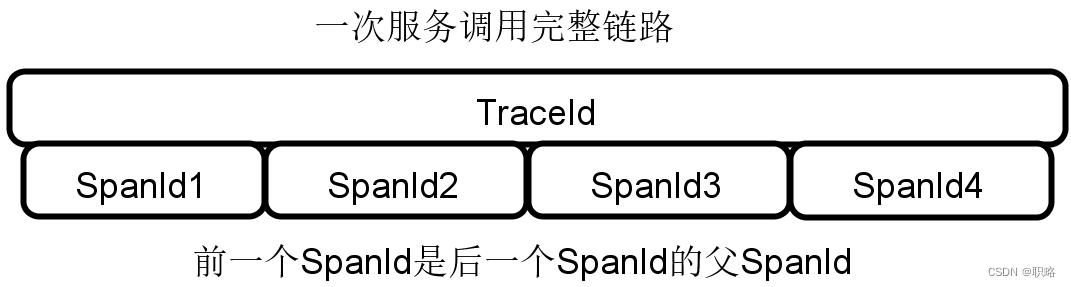 一次服务调用完整链路
TraceId
SpanId1 SpanId2 SpanId3 SpanId4
前一个SpanId是后一个SpanId的父SpanId
CSDN @职略